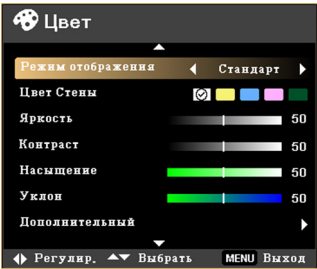 Цвет
Режим отображения Стандарт
Цвет Стены
Яркость 50
Контраст 50
Насыщение 50
Уклон 50
Дополнительный
Регулир. Выбрать MENU Выход